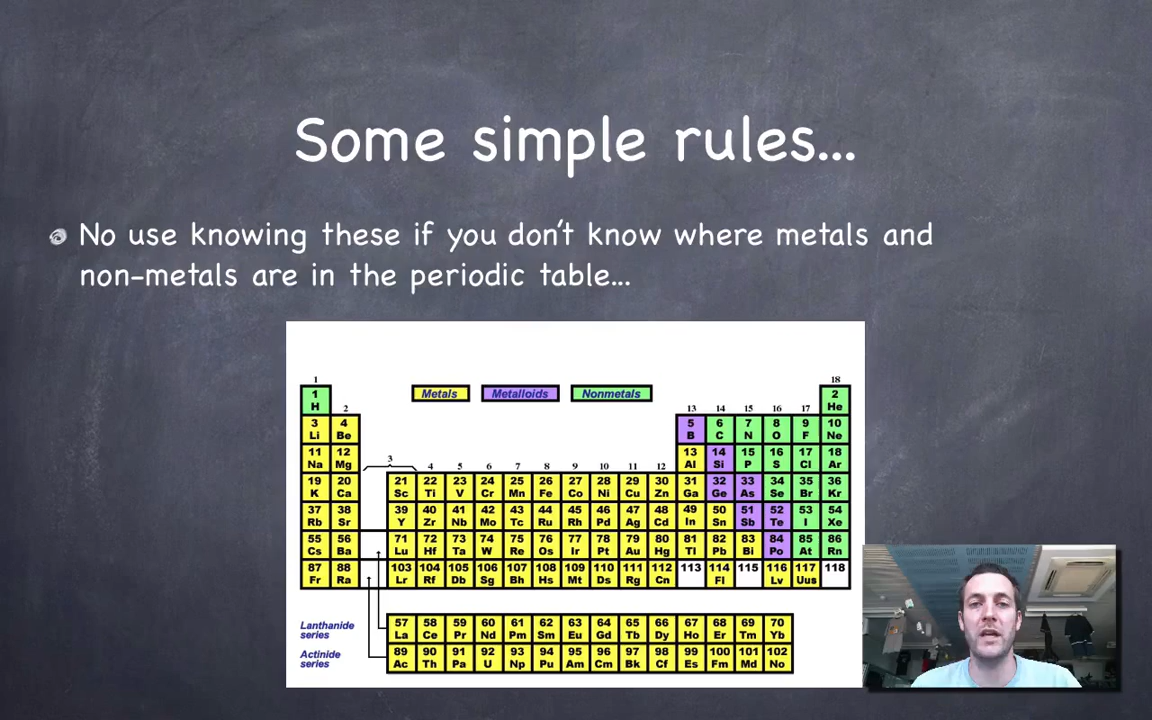 Some simple rules...
No use knowing these if you don't know where metals and
non-metals are in the periodic table...
1 18
Metals Metalloids Nonmetals
1 2
H He
2 13 14 15 16 17
3 4 5 6 7 8 9 10
Li Be B C N O F Ne
11 12 13 14 15 16 17 18
Na Mg Al Si P S Cl Ar
3 4 5 6 7 8 9 10 11 12
19 20 21 22 23 24 25 26 27 28 29 30 31 32 33 34 35 36
K Ca Sc Ti V Cr Mn Fe Co Ni Cu Zn Ga Ge As Se Br Kr
37 38 39 40 41 42 43 44 45 46 47 48 49 50 51 52 53 54
Rb Sr Y Zr Nb Mo Tc Ru Rh Pd Ag Cd In Sn Sb Te I Xe
55 56 71 72 73 74 75 76 77 78 79 80 81 82 83 84 85 86
Cs Ba Lu Hf Ta W Re Os Ir Pt Au Hg Tl Pb Bi Po At Rn
87 88 103 104 105 106 107 108 109 110 111 112 113 114 115 116 117 118
Fr Ra Lr Rf Db Sg Bh Hs Mt Ds Rg Cn Fl Lv Uus
Lanthanide
series
57 58 59 60 61 62 63 64 65 66 67 68 69 70
La Ce Pr Nd Pm Sm Eu Gd Tb Dy Ho Er Tm Yb
Actinide
series
89 90 91 92 93 94 95 96 97 98 99 100 101 102
Ac Th Pa U Np Pu Am Cm Bk Cf Es Fm Md No